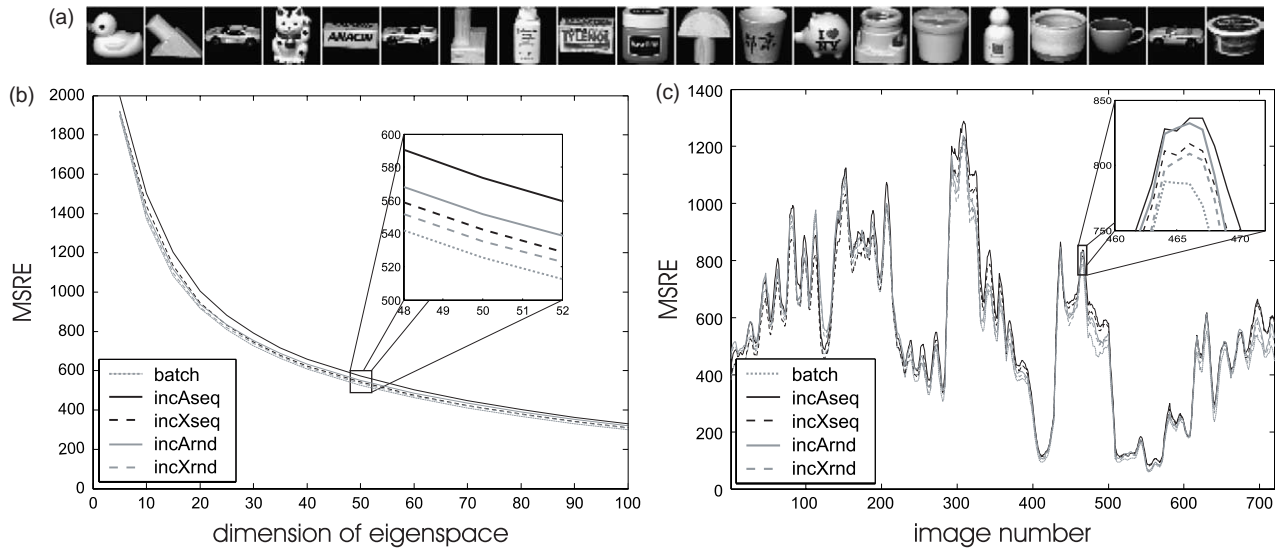 (a)
ANACIN
TYLENOL
I ♥ NY
(b)
2000
1800
1600
1400
1200
1000
800
600
400
200
0
MSRE
0 10 20 30 40 50 60 70 80 90 100
dimension of eigenspace
600
580
560
540
520
500
48 49 50 51 52
batch
incAseq
incXseq
incArnd
incXrnd
(c)
1400
1200
1000
800
600
400
200
0
MSRE
100 200 300 400 500 600 700
image number
850
800
750
460 465 470
batch
incAseq
incXseq
incArnd
incXrnd